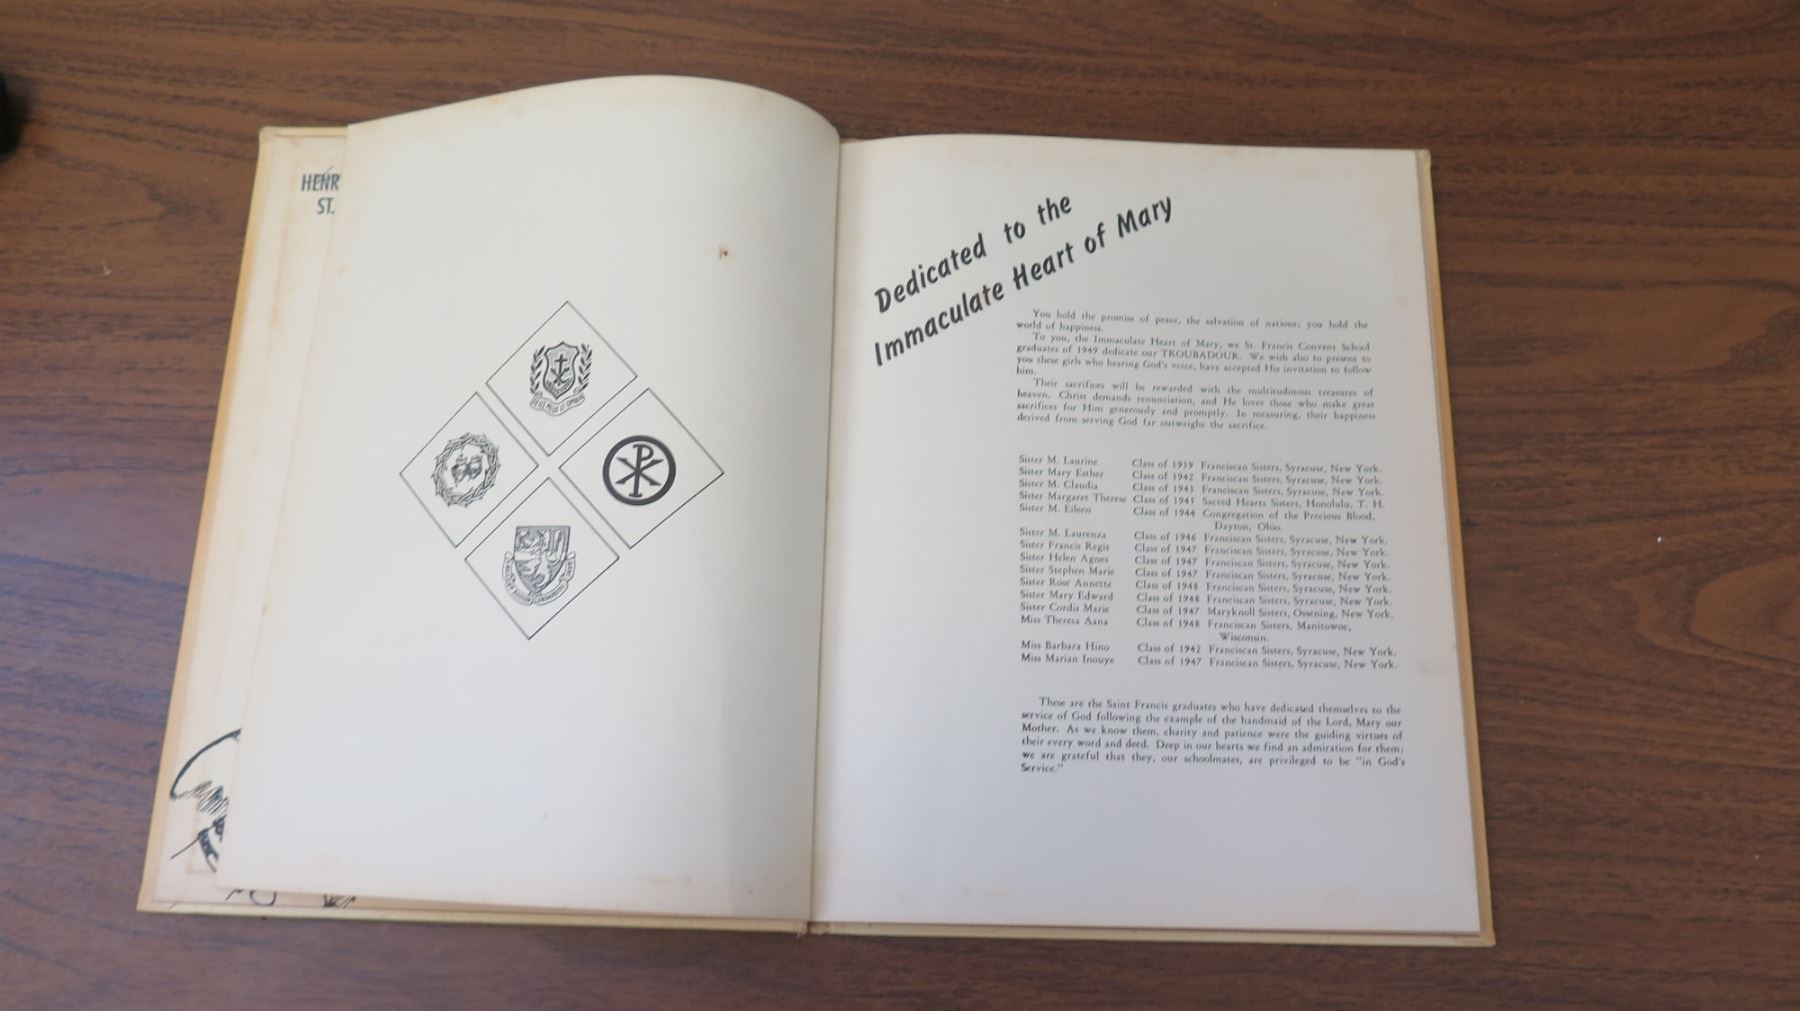 HENR
ST.
Dedicated to the
Immaculate Heart of Mary
You hold the promise of peace, the salvation of nations; you hold the
world of happiness.
To you, the Immaculate Heart of Mary, we St. Francis Convent School
graduates of 1949 dedicate our TROUBADOUR. We wish also to present to
you these girls who hearing God's voice, have accepted His invitation to follow
him.
Their sacrifices will be rewarded with the multitudinous treasures of
heaven. Christ demands renunciation, and He loves those who make great
sacrifices for Him generously and promptly. In measuring, their happiness
derived from serving God far outweighs the sacrifice.
Sister M. Laurine Class of 1939 Franciscan Sisters, Syracuse, New York.
Sister Mary Esther Class of 1942 Franciscan Sisters, Syracuse, New York.
Sister M. Claudia Class of 1943 Franciscan Sisters, Syracuse, New York.
Sister Margaret Therese Class of 1945 Sacred Hearts Sisters, Honolulu, T. H.
Sister M. Eileen Class of 1944 Congregation of the Precious Blood,
Dayton, Ohio.
Sister M. Laurenza Class of 1946 Franciscan Sisters, Syracuse, New York.
Sister Francis Regis Class of 1947 Franciscan Sisters, Syracuse, New York.
Sister Helen Agnes Class of 1947 Franciscan Sisters, Syracuse, New York.
Sister Stephen Marie Class of 1947 Franciscan Sisters, Syracuse, New York.
Sister Rose Annette Class of 1948 Franciscan Sisters, Syracuse, New York.
Sister Mary Edward Class of 1948 Franciscan Sisters, Syracuse, New York.
Sister Cordis Marie Class of 1947 Maryknoll Sisters, Ossening, New York.
Miss Theresa Aana Class of 1948 Franciscan Sisters, Manitowoc,
Wisconsin.
Miss Barbara Hino Class of 1942 Franciscan Sisters, Syracuse, New York.
Miss Marian Inouye Class of 1947 Franciscan Sisters, Syracuse, New York.
These are the Saint Francis graduates who have dedicated themselves to the
service of God following the example of the handmaid of the Lord, Mary our
Mother. As we know them, charity and patience were the guiding virtues of
their every word and deed. Deep in our hearts we find an admiration for them;
we are grateful that they, our schoolmates, are privileged to be "in God's
Service."